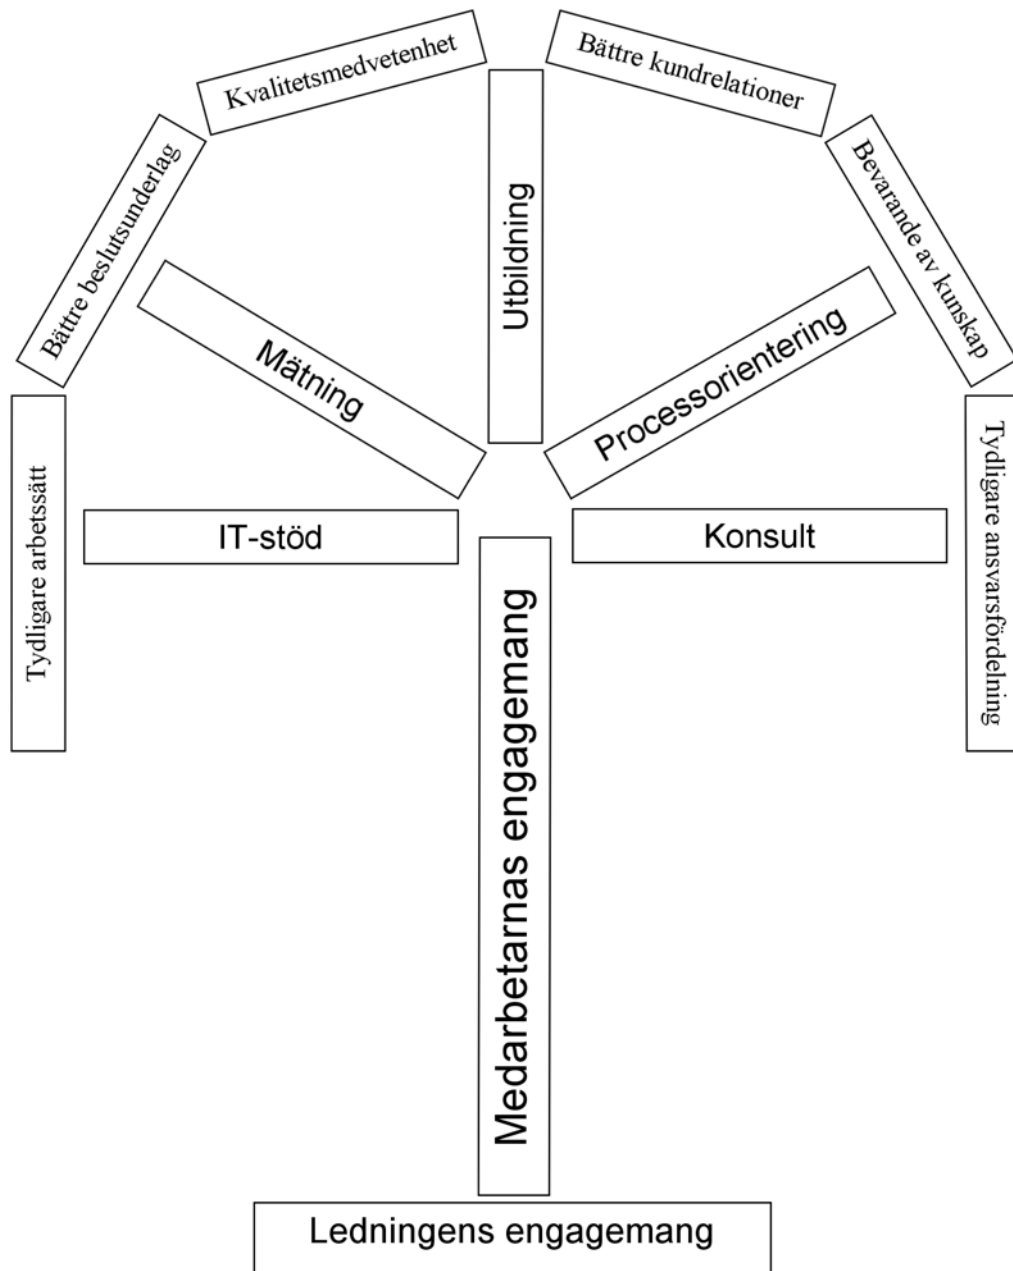 Kvalitetsmedvetenhet
Bättre kundrelationer
Bättre beslutsunderlag
Bevarande av kunskap
Utbildning
Mätning
Processorientering
Tydligare arbetssätt
IT-stöd
Konsult
Tydligare ansvarsfördelning
Medarbetarnas engagemang
Ledningens engagemang